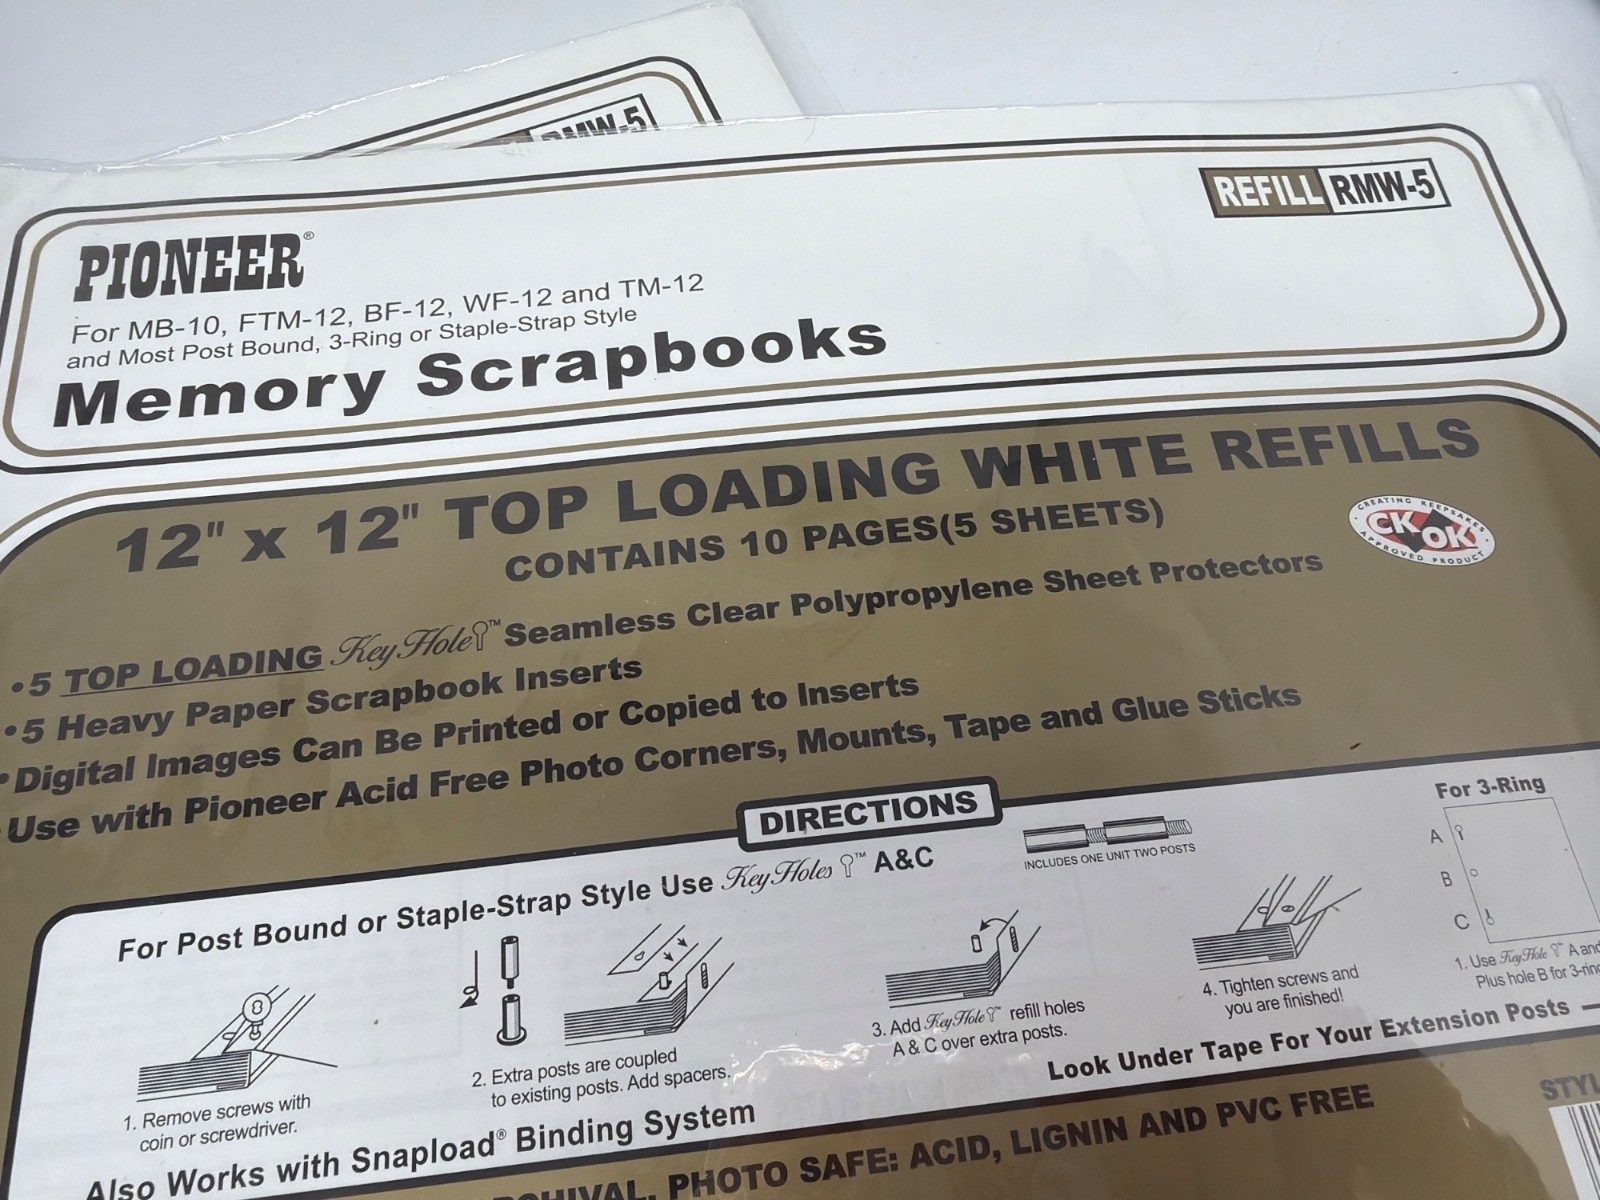 RMW-5
REFILL RMW-5
PIONEER®
For MB-10, FTM-12, BF-12, WF-12 and TM-12
and Most Post Bound, 3-Ring or Staple-Strap Style
Memory Scrapbooks
12" x 12" TOP LOADING WHITE REFILLS
CONTAINS 10 PAGES(5 SHEETS)
CREATING KEEPSAKES
CK OK
APPROVED PRODUCT
•5 TOP LOADING KeyHole™ Seamless Clear Polypropylene Sheet Protectors
•5 Heavy Paper Scrapbook Inserts
•Digital Images Can Be Printed or Copied to Inserts
Use with Pioneer Acid Free Photo Corners, Mounts, Tape and Glue Sticks
DIRECTIONS
For Post Bound or Staple-Strap Style Use KeyHoles™ A&C
INCLUDES ONE UNIT TWO POSTS
For 3-Ring
A
B
C
1. Remove screws with
coin or screwdriver.
2. Extra posts are coupled
to existing posts. Add spacers.
3. Add KeyHole™ refill holes
A & C over extra posts.
4. Tighten screws and
you are finished!
1. Use KeyHole™ A and
Plus hole B for 3-ring
Look Under Tape For Your Extension Posts
Also Works with Snapload® Binding System
PHOTO SAFE: ACID, LIGNIN AND PVC FREE